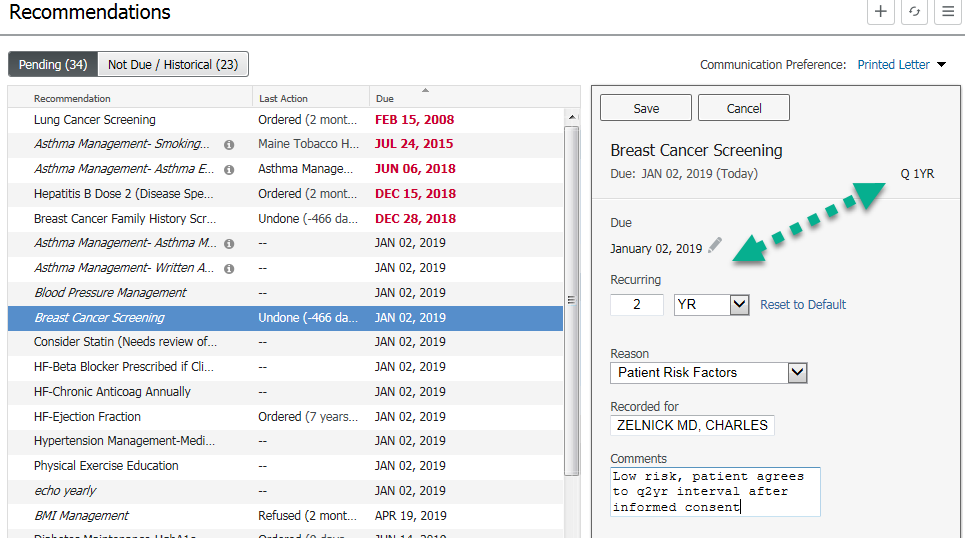 Recommendations
Pending (34) Not Due / Historical (23)
Communication Preference: Printed Letter
Recommendation Last Action Due
Lung Cancer Screening Ordered (2 mont... FEB 15, 2008
Asthma Management- Smoking... Maine Tobacco H... JUL 24, 2015
Asthma Management- Asthma E... Asthma Manage... JUN 06, 2018
Hepatitis B Dose 2 (Disease Spe... Ordered (2 mont... DEC 15, 2018
Breast Cancer Family History Scr... Undone (-466 da... DEC 28, 2018
Asthma Management- Asthma M... -- JAN 02, 2019
Asthma Management- Written A... -- JAN 02, 2019
Blood Pressure Management -- JAN 02, 2019
Breast Cancer Screening Undone (-466 da... JAN 02, 2019
Consider Statin (Needs review of... -- JAN 02, 2019
HF-Beta Blocker Prescribed if Cli... -- JAN 02, 2019
HF-Chronic Anticoag Annually -- JAN 02, 2019
HF-Ejection Fraction Ordered (7 years... JAN 02, 2019
Hypertension Management-Medi... -- JAN 02, 2019
Physical Exercise Education -- JAN 02, 2019
echo yearly -- JAN 02, 2019
BMI Management Refused (2 mont... APR 19, 2019
Save Cancel
Breast Cancer Screening
Due: JAN 02, 2019 (Today) Q 1YR
Due
January 02, 2019
Recurring
2 YR Reset to Default
Reason
Patient Risk Factors
Recorded for
ZELNICK MD, CHARLES
Comments
Low risk, patient agrees
to q2yr interval after
informed consent